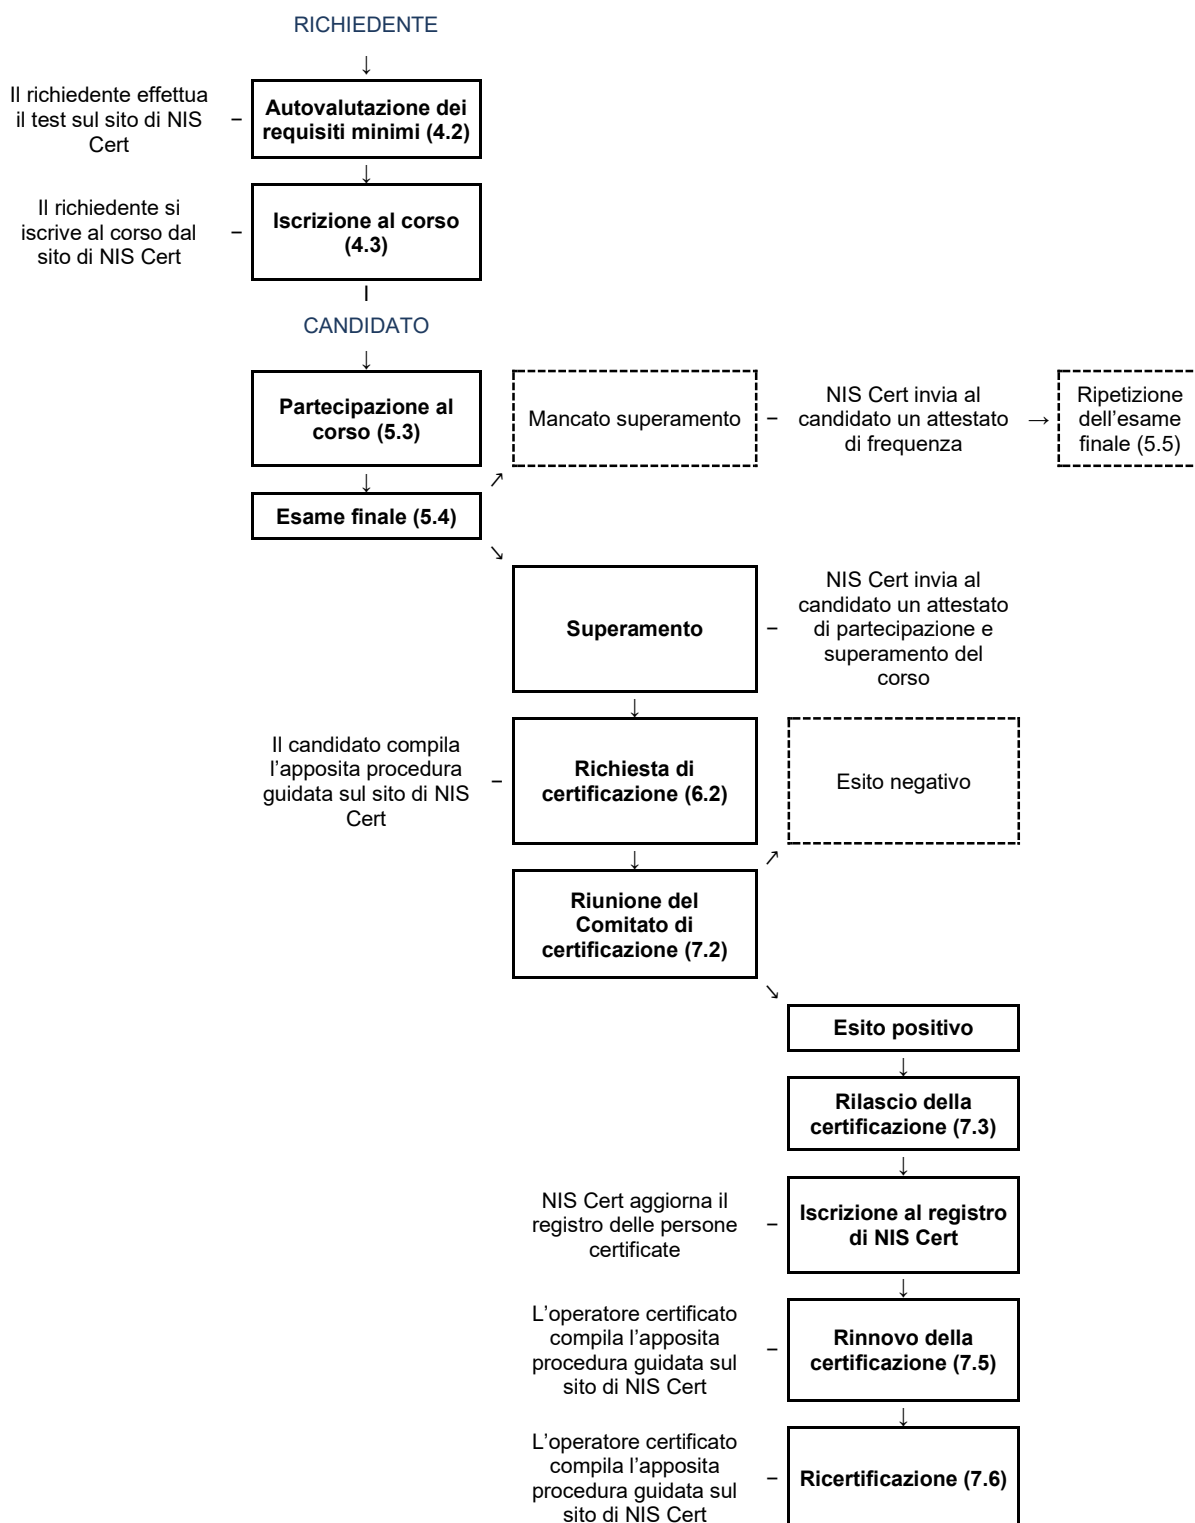 RICHIEDENTE
↓
Il richiedente effettua
il test sul sito di NIS
Cert
–
Autovalutazione dei
requisiti minimi (4.2)
↓
Il richiedente si
iscrive al corso dal
sito di NIS Cert
–
Iscrizione al corso
(4.3)
I
CANDIDATO
↓
Partecipazione al
corso (5.3)
Mancato superamento
–
NIS Cert invia al
candidato un attestato
di frequenza
→
Ripetizione
dell’esame
finale (5.5)
↓
↗
Esame finale (5.4)
↘
Superamento
–
NIS Cert invia al
candidato un attestato
di partecipazione e
superamento del
corso
↓
Il candidato compila
l’apposita procedura
guidata sul sito di NIS
Cert
–
Richiesta di
certificazione (6.2)
Esito negativo
↓
↗
Riunione del
Comitato di
certificazione (7.2)
↘
Esito positivo
↓
Rilascio della
certificazione (7.3)
↓
NIS Cert aggiorna il
registro delle persone
certificate
–
Iscrizione al registro
di NIS Cert
↓
L’operatore certificato
compila l’apposita
procedura guidata sul
sito di NIS Cert
–
Rinnovo della
certificazione (7.5)
↓
L’operatore certificato
compila l’apposita
procedura guidata sul
sito di NIS Cert
–
Ricertificazione (7.6)